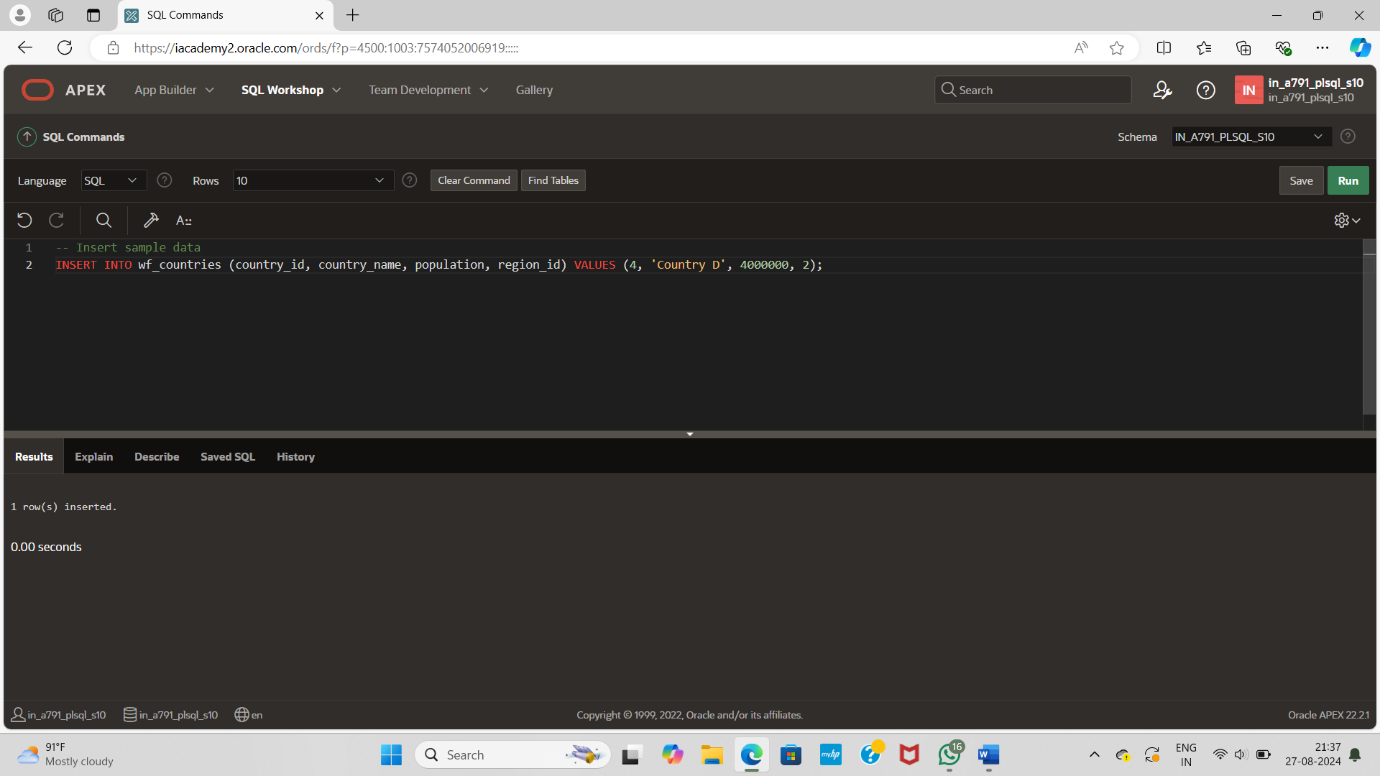 SQL Commands
https://iacademy2.oracle.com/ords/f?p=4500:1003:7574052006919:::::
APEX App Builder SQL Workshop Team Development Gallery Search IN in_a791_plsql_s10
in_a791_plsql_s10
SQL Commands Schema IN_A791_PLSQL_S10
Language SQL Rows 10 Clear Command Find Tables Save Run
A::
1 -- Insert sample data
2 INSERT INTO wf_countries (country_id, country_name, population, region_id) VALUES (4, 'Country D', 4000000, 2);
Results Explain Describe Saved SQL History
1 row(s) inserted.
0.00 seconds
in_a791_plsql_s10 in_a791_plsql_s10 en Copyright © 1999, 2022, Oracle and/or its affiliates. Oracle APEX 22.2.1
91°F
Mostly cloudy
Search
myhp
16
W
ENG
IN
21:37
27-08-2024